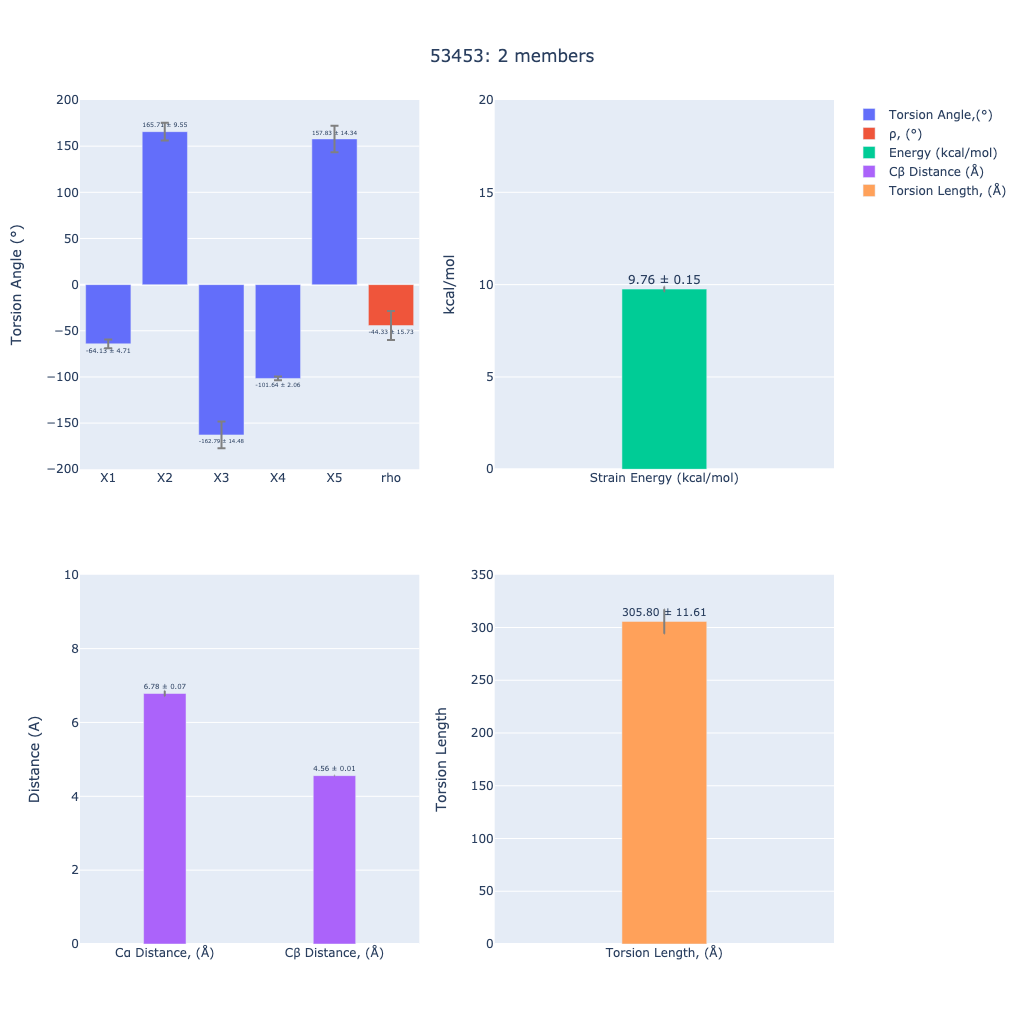 53453: 2 members
Torsion Angle (°)
200
150
100
50
0
−50
−100
−150
−200
-64.13 ± 4.71
165.71 ± 9.55
-162.79 ± 14.48
-101.64 ± 2.06
157.83 ± 14.34
-44.33 ± 15.73
X1 X2 X3 X4 X5 rho
kcal/mol
20
15
10
5
0
9.76 ± 0.15
Strain Energy (kcal/mol)
Torsion Angle,(°)
ρ, (°)
Energy (kcal/mol)
Cβ Distance (Å)
Torsion Length, (Å)
Distance (A)
10
8
6
4
2
0
6.78 ± 0.07
4.56 ± 0.01
Cα Distance, (Å) Cβ Distance, (Å)
Torsion Length
350
300
250
200
150
100
50
0
305.80 ± 11.61
Torsion Length, (Å)